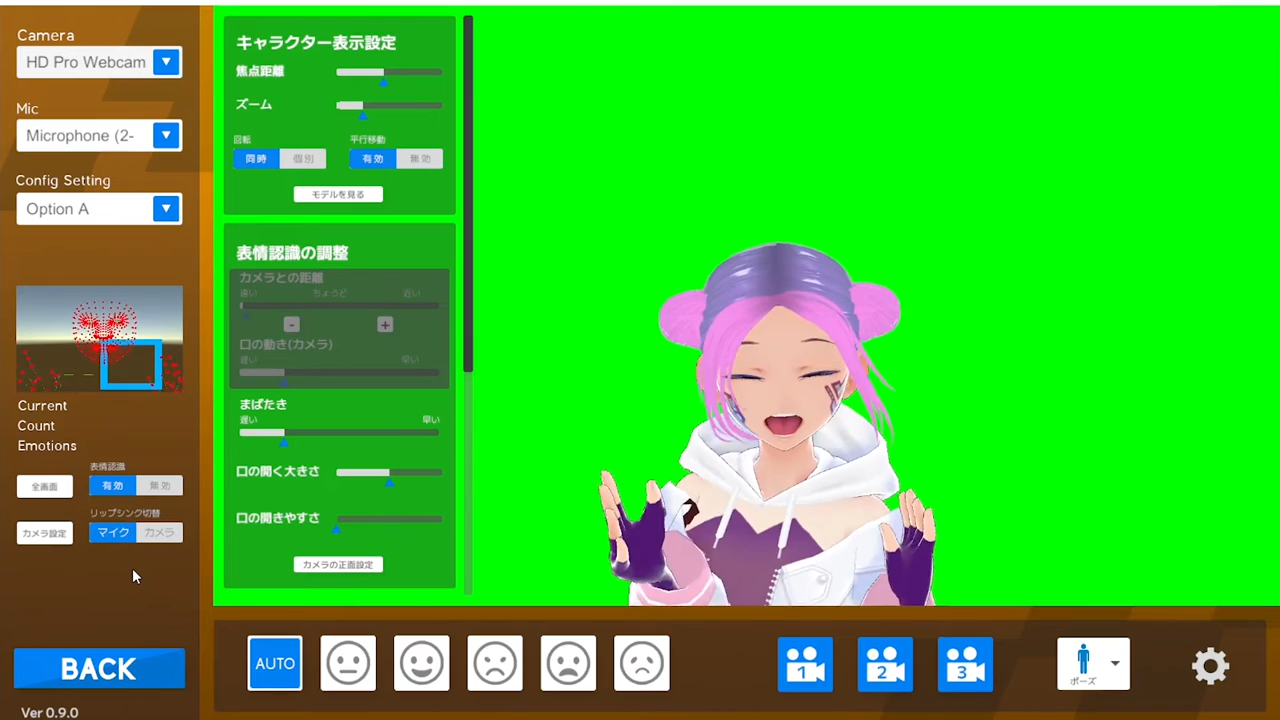 Camera
HD Pro Webcam
Mic
Microphone (2-
Config Setting
Option A
Current
Count
Emotions
表情認識
全画面
有効 無効
リップシンク切替
カメラ設定
マイク カメラ
BACK
Ver 0.9.0
キャラクター表示設定
焦点距離
ズーム
回転 平行移動
同時 個別 有効 無効
モデルを見る
表情認識の調整
カメラとの距離
遠い ちょうど 近い
- +
口の動き(カメラ)
遅い 早い
まばたき
遅い 早い
口の開く大きさ
口の開きやすさ
カメラの正面設定
AUTO
1 2 3
ポーズ